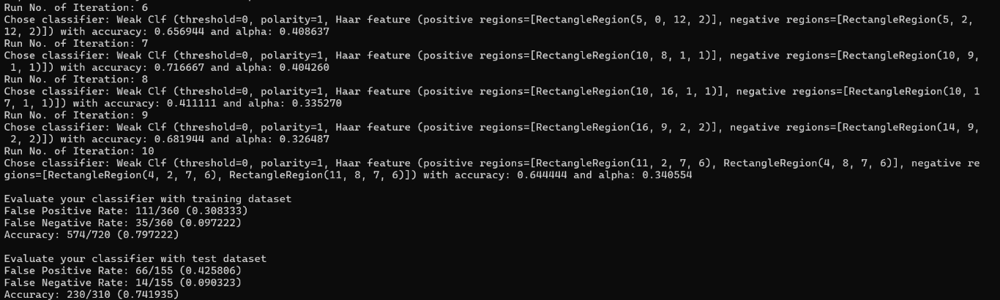 Run No. of Iteration: 6
Chose classifier: Weak Clf (threshold=0, polarity=1, Haar feature (positive regions=[RectangleRegion(5, 0, 12, 2)], negative regions=[RectangleRegion(5, 2,
12, 2)]) with accuracy: 0.656944 and alpha: 0.408637
Run No. of Iteration: 7
Chose classifier: Weak Clf (threshold=0, polarity=1, Haar feature (positive regions=[RectangleRegion(10, 8, 1, 1)], negative regions=[RectangleRegion(10, 9,
1, 1)]) with accuracy: 0.716667 and alpha: 0.404260
Run No. of Iteration: 8
Chose classifier: Weak Clf (threshold=0, polarity=1, Haar feature (positive regions=[RectangleRegion(10, 16, 1, 1)], negative regions=[RectangleRegion(10, 1
7, 1, 1)]) with accuracy: 0.411111 and alpha: 0.335270
Run No. of Iteration: 9
Chose classifier: Weak Clf (threshold=0, polarity=1, Haar feature (positive regions=[RectangleRegion(16, 9, 2, 2)], negative regions=[RectangleRegion(14, 9,
2, 2)]) with accuracy: 0.681944 and alpha: 0.326487
Run No. of Iteration: 10
Chose classifier: Weak Clf (threshold=0, polarity=1, Haar feature (positive regions=[RectangleRegion(11, 2, 7, 6), RectangleRegion(4, 8, 7, 6)], negative re
gions=[RectangleRegion(4, 2, 7, 6), RectangleRegion(11, 8, 7, 6)]) with accuracy: 0.644444 and alpha: 0.340554
Evaluate your classifier with training dataset
False Positive Rate: 111/360 (0.308333)
False Negative Rate: 35/360 (0.097222)
Accuracy: 574/720 (0.797222)
Evaluate your classifier with test dataset
False Positive Rate: 66/155 (0.425806)
False Negative Rate: 14/155 (0.090323)
Accuracy: 230/310 (0.741935)